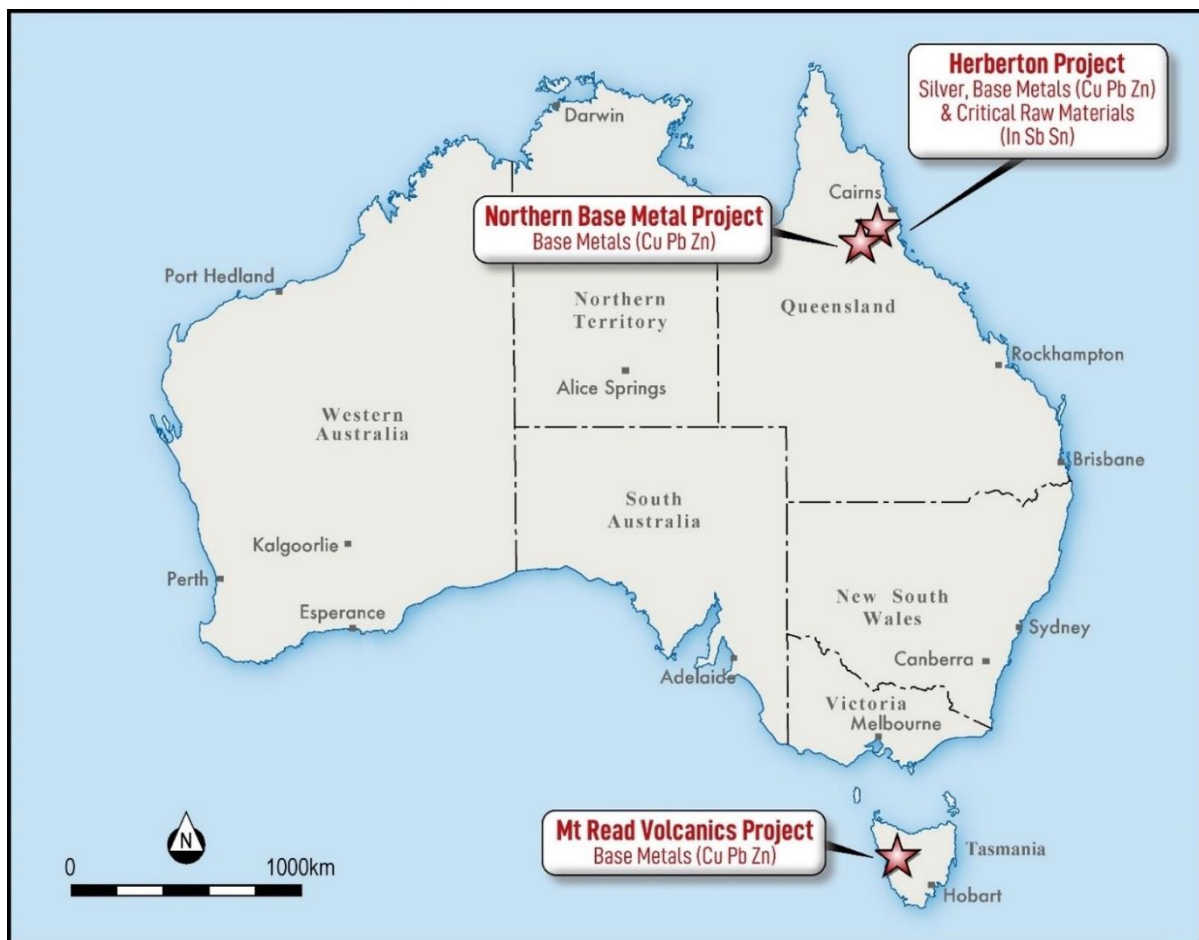 Herberton Project
Silver, Base Metals (Cu Pb Zn)
& Critical Raw Materials
(In Sb Sn)
Darwin
Cairns
Northern Base Metal Project
Base Metals (Cu Pb Zn)
Port Hedland
Northern
Territory
Queensland
Rockhampton
Alice Springs
Western
Australia
Brisbane
South
Australia
Kalgoorlie
Perth
Esperance
New South
Wales
Sydney
Canberra
Adelaide
Victoria
Melbourne
Mt Read Volcanics Project
Base Metals (Cu Pb Zn)
Tasmania
Hobart
N
0
1000km